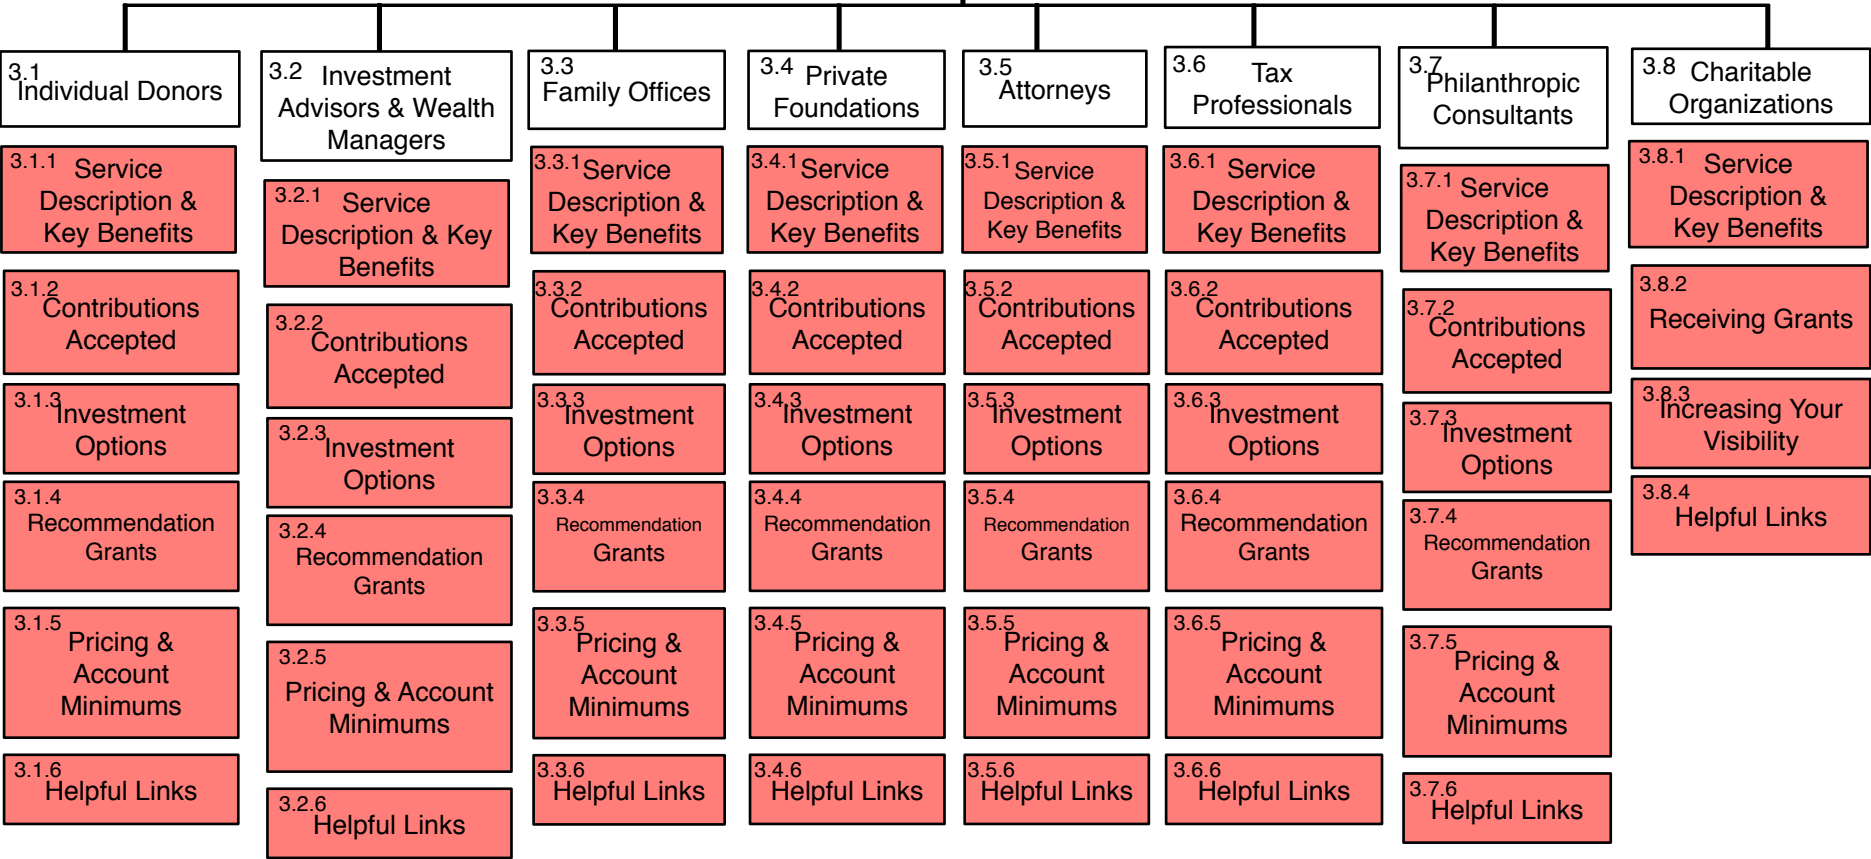 3.1
Individual Donors
3.1.1
Service
Description &
Key Benefits
3.1.2
Contributions
Accepted
3.1.3
Investment
Options
3.1.4
Recommendation
Grants
3.1.5
Pricing &
Account
Minimums
3.1.6
Helpful Links
3.2
Investment
Advisors & Wealth
Managers
3.2.1
Service
Description & Key
Benefits
3.2.2
Contributions
Accepted
3.2.3
Investment
Options
3.2.4
Recommendation
Grants
3.2.5
Pricing & Account
Minimums
3.2.6
Helpful Links
3.3
Family Offices
3.3.1
Service
Description &
Key Benefits
3.3.2
Contributions
Accepted
3.3.3
Investment
Options
3.3.4
Recommendation
Grants
3.3.5
Pricing &
Account
Minimums
3.3.6
Helpful Links
3.4
Private
Foundations
3.4.1
Service
Description &
Key Benefits
3.4.2
Contributions
Accepted
3.4.3
Investment
Options
3.4.4
Recommendation
Grants
3.4.5
Pricing &
Account
Minimums
3.4.6
Helpful Links
3.5
Attorneys
3.5.1
Service
Description &
Key Benefits
3.5.2
Contributions
Accepted
3.5.3
Investment
Options
3.5.4
Recommendation
Grants
3.5.5
Pricing &
Account
Minimums
3.5.6
Helpful Links
3.6
Tax
Professionals
3.6.1
Service
Description &
Key Benefits
3.6.2
Contributions
Accepted
3.6.3
Investment
Options
3.6.4
Recommendation
Grants
3.6.5
Pricing &
Account
Minimums
3.6.6
Helpful Links
3.7
Philanthropic
Consultants
3.7.1
Service
Description &
Key Benefits
3.7.2
Contributions
Accepted
3.7.3
Investment
Options
3.7.4
Recommendation
Grants
3.7.5
Pricing &
Account
Minimums
3.7.6
Helpful Links
3.8
Charitable
Organizations
3.8.1
Service
Description &
Key Benefits
3.8.2
Receiving Grants
3.8.3
Increasing Your
Visibility
3.8.4
Helpful Links